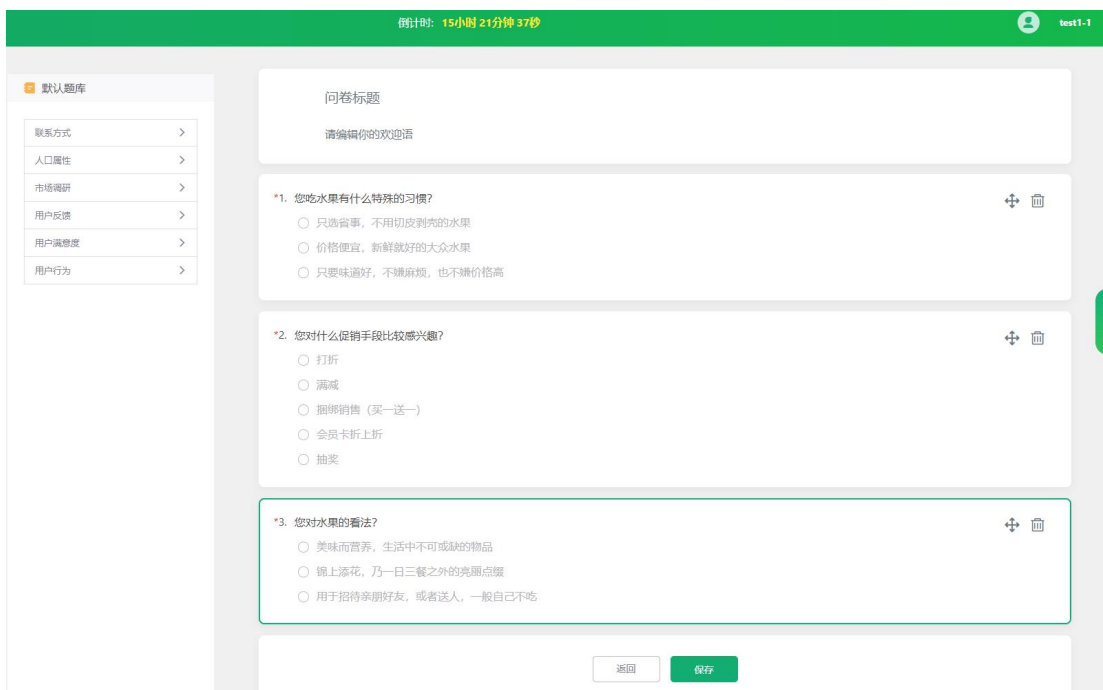 倒计时：15小时 21分钟 37秒
test1-1
默认题库
联系方式
人口属性
市场调研
用户反馈
用户满意度
用户行为
问卷标题
请编辑你的欢迎语
*1. 您吃水果有什么特殊的习惯?
只选省事，不用切皮剥壳的水果
价格便宜，新鲜就好的大众水果
只要味道好，不嫌麻烦，也不嫌价格高
*2. 您对什么促销手段比较感兴趣?
打折
满减
捆绑销售（买一送一）
会员卡折上折
抽奖
*3. 您对水果的看法?
美味而营养，生活中不可或缺的物品
锦上添花，乃一日三餐之外的亮丽点缀
用于招待亲朋好友，或者送人，一般自己不吃
返回
保存